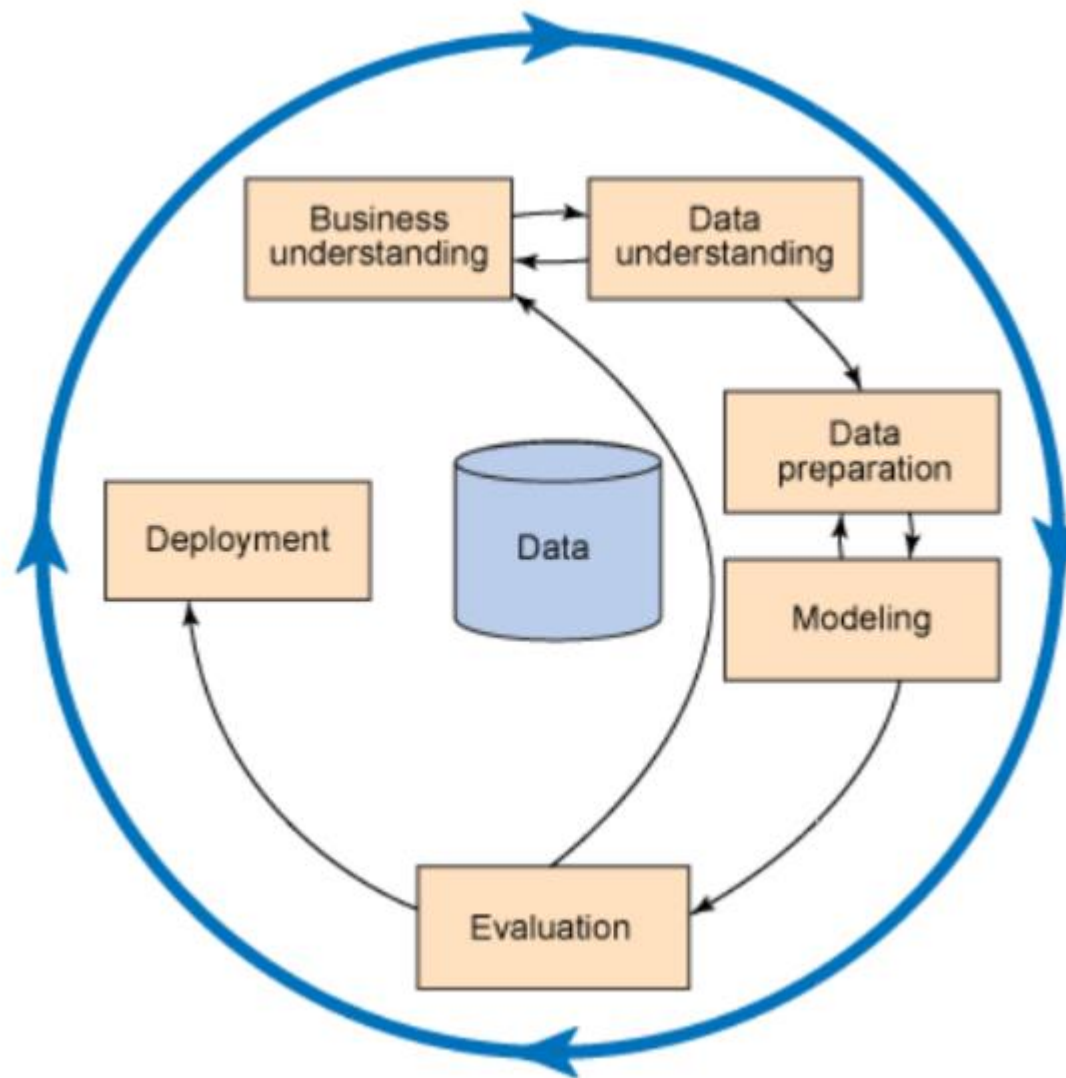 Business
understanding
Data
understanding
Data
preparation
Deployment
Data
Modeling
Evaluation